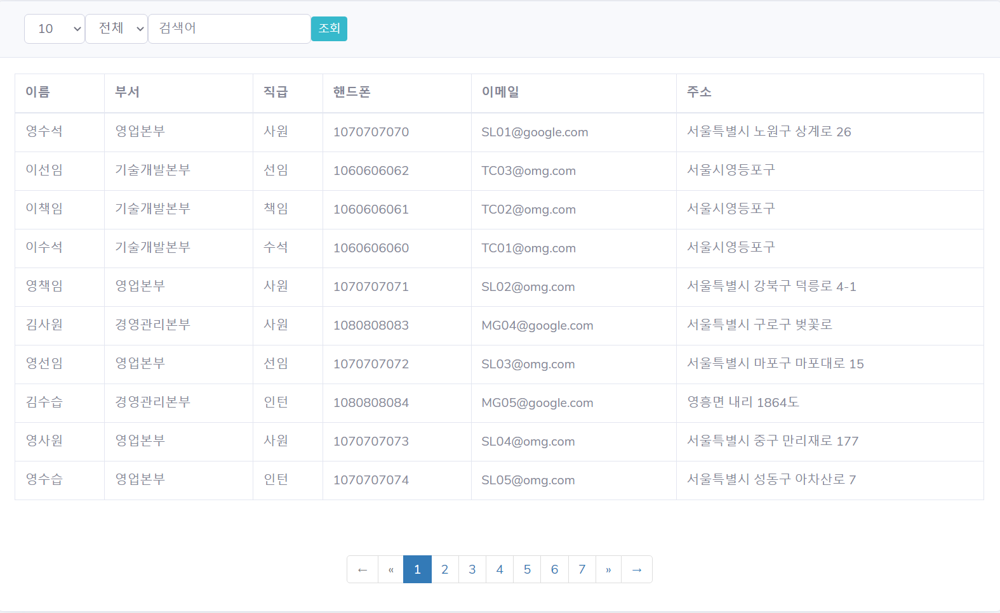 10 전체 검색어 조회
이름 부서 직급 핸드폰 이메일 주소
영수석 영업본부 사원 1070707070 SL01@google.com 서울특별시 노원구 상계로 26
이선임 기술개발본부 선임 1060606062 TC03@omg.com 서울시영등포구
이책임 기술개발본부 책임 1060606061 TC02@omg.com 서울시영등포구
이수석 기술개발본부 수석 1060606060 TC01@omg.com 서울시영등포구
영책임 영업본부 사원 1070707071 SL02@omg.com 서울특별시 강북구 덕릉로 4-1
김사원 경영관리본부 사원 1080808083 MG04@google.com 서울특별시 구로구 벚꽃로
영선임 영업본부 선임 1070707072 SL03@omg.com 서울특별시 마포구 마포대로 15
김수습 경영관리본부 인턴 1080808084 MG05@google.com 영흥면 내리 1864도
영사원 영업본부 사원 1070707073 SL04@omg.com 서울특별시 중구 만리재로 177
영수습 영업본부 인턴 1070707074 SL05@omg.com 서울특별시 성동구 아차산로 7
← « 1 2 3 4 5 6 7 » →